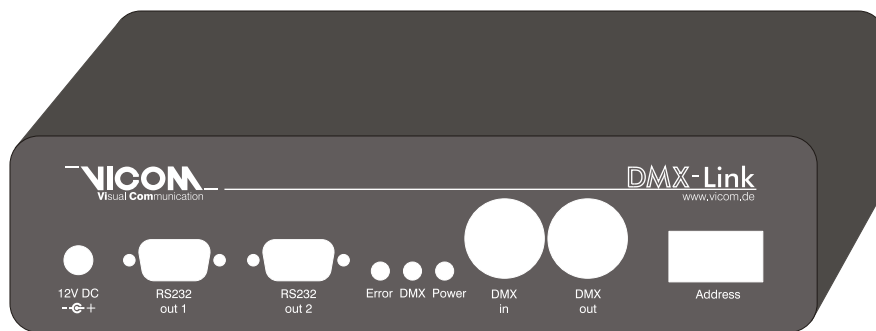 VICOM
Visual Communication
DMX-Link
www.vicom.de
12V DC
- +
RS232
out 1
RS232
out 2
Error DMX Power
DMX
in
DMX
out
Address